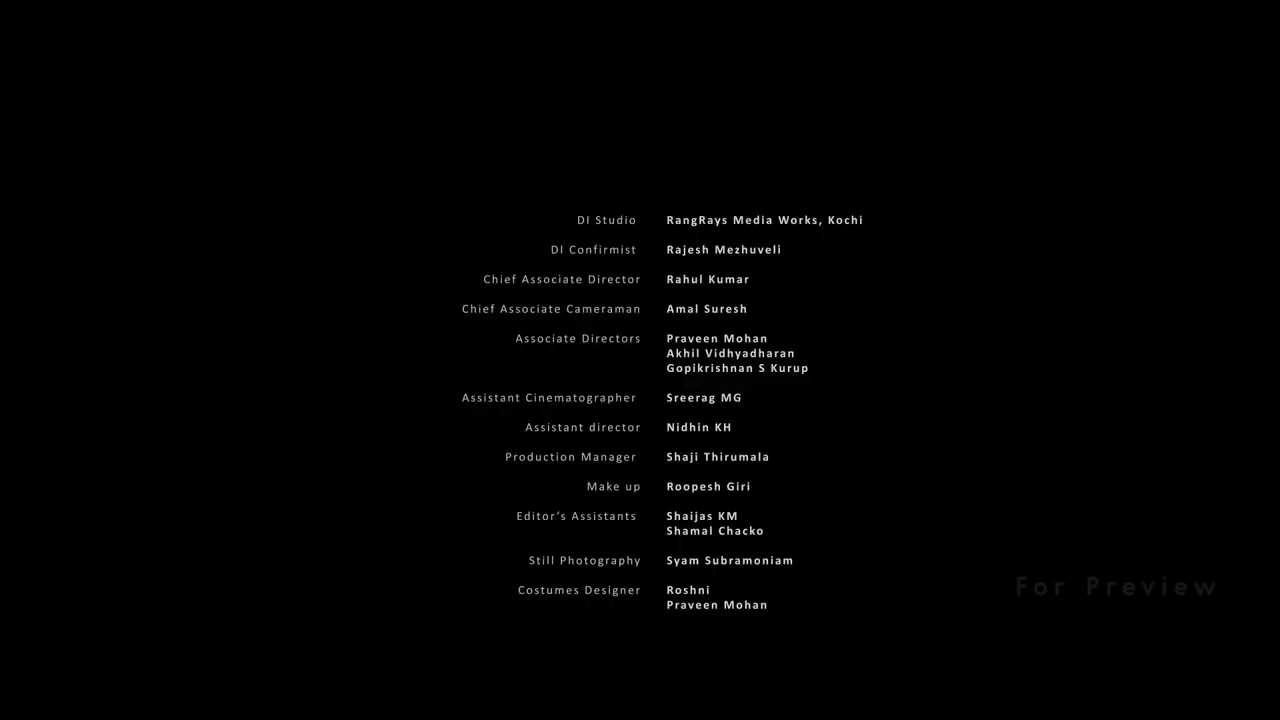 DI Studio RangRays Media Works, Kochi
DI Confirmist Rajesh Mezhuveli
Chief Associate Director Rahul Kumar
Chief Associate Cameraman Amal Suresh
Associate Directors Praveen Mohan
Akhil Vidhyadharan
Gopikrishnan S Kurup
Assistant Cinematographer Sreerag MG
Assistant director Nidhin KH
Production Manager Shaji Thirumala
Make up Roopesh Giri
Editor’s Assistants Shaijas KM
Shamal Chacko
Still Photography Syam Subramoniam
Costumes Designer Roshni
Praveen Mohan
For Preview